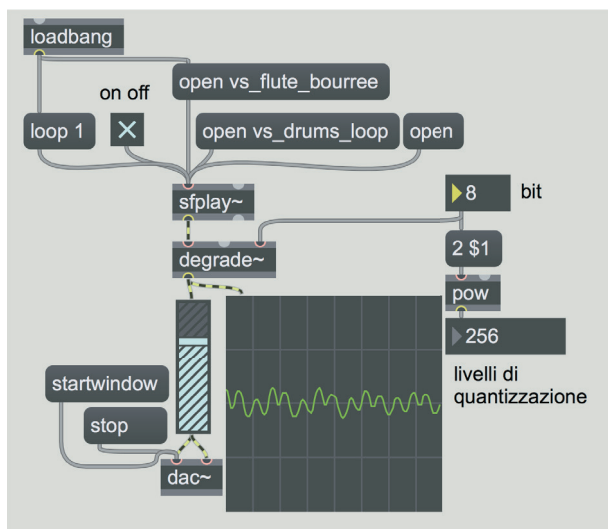 loadbang
open vs_flute_bourree
on off
loop 1
open vs_drums_loop
open
sfplay~
8
bit
degrade~
2 $1
pow
256
livelli di
quantizzazione
startwindow
stop
dac~